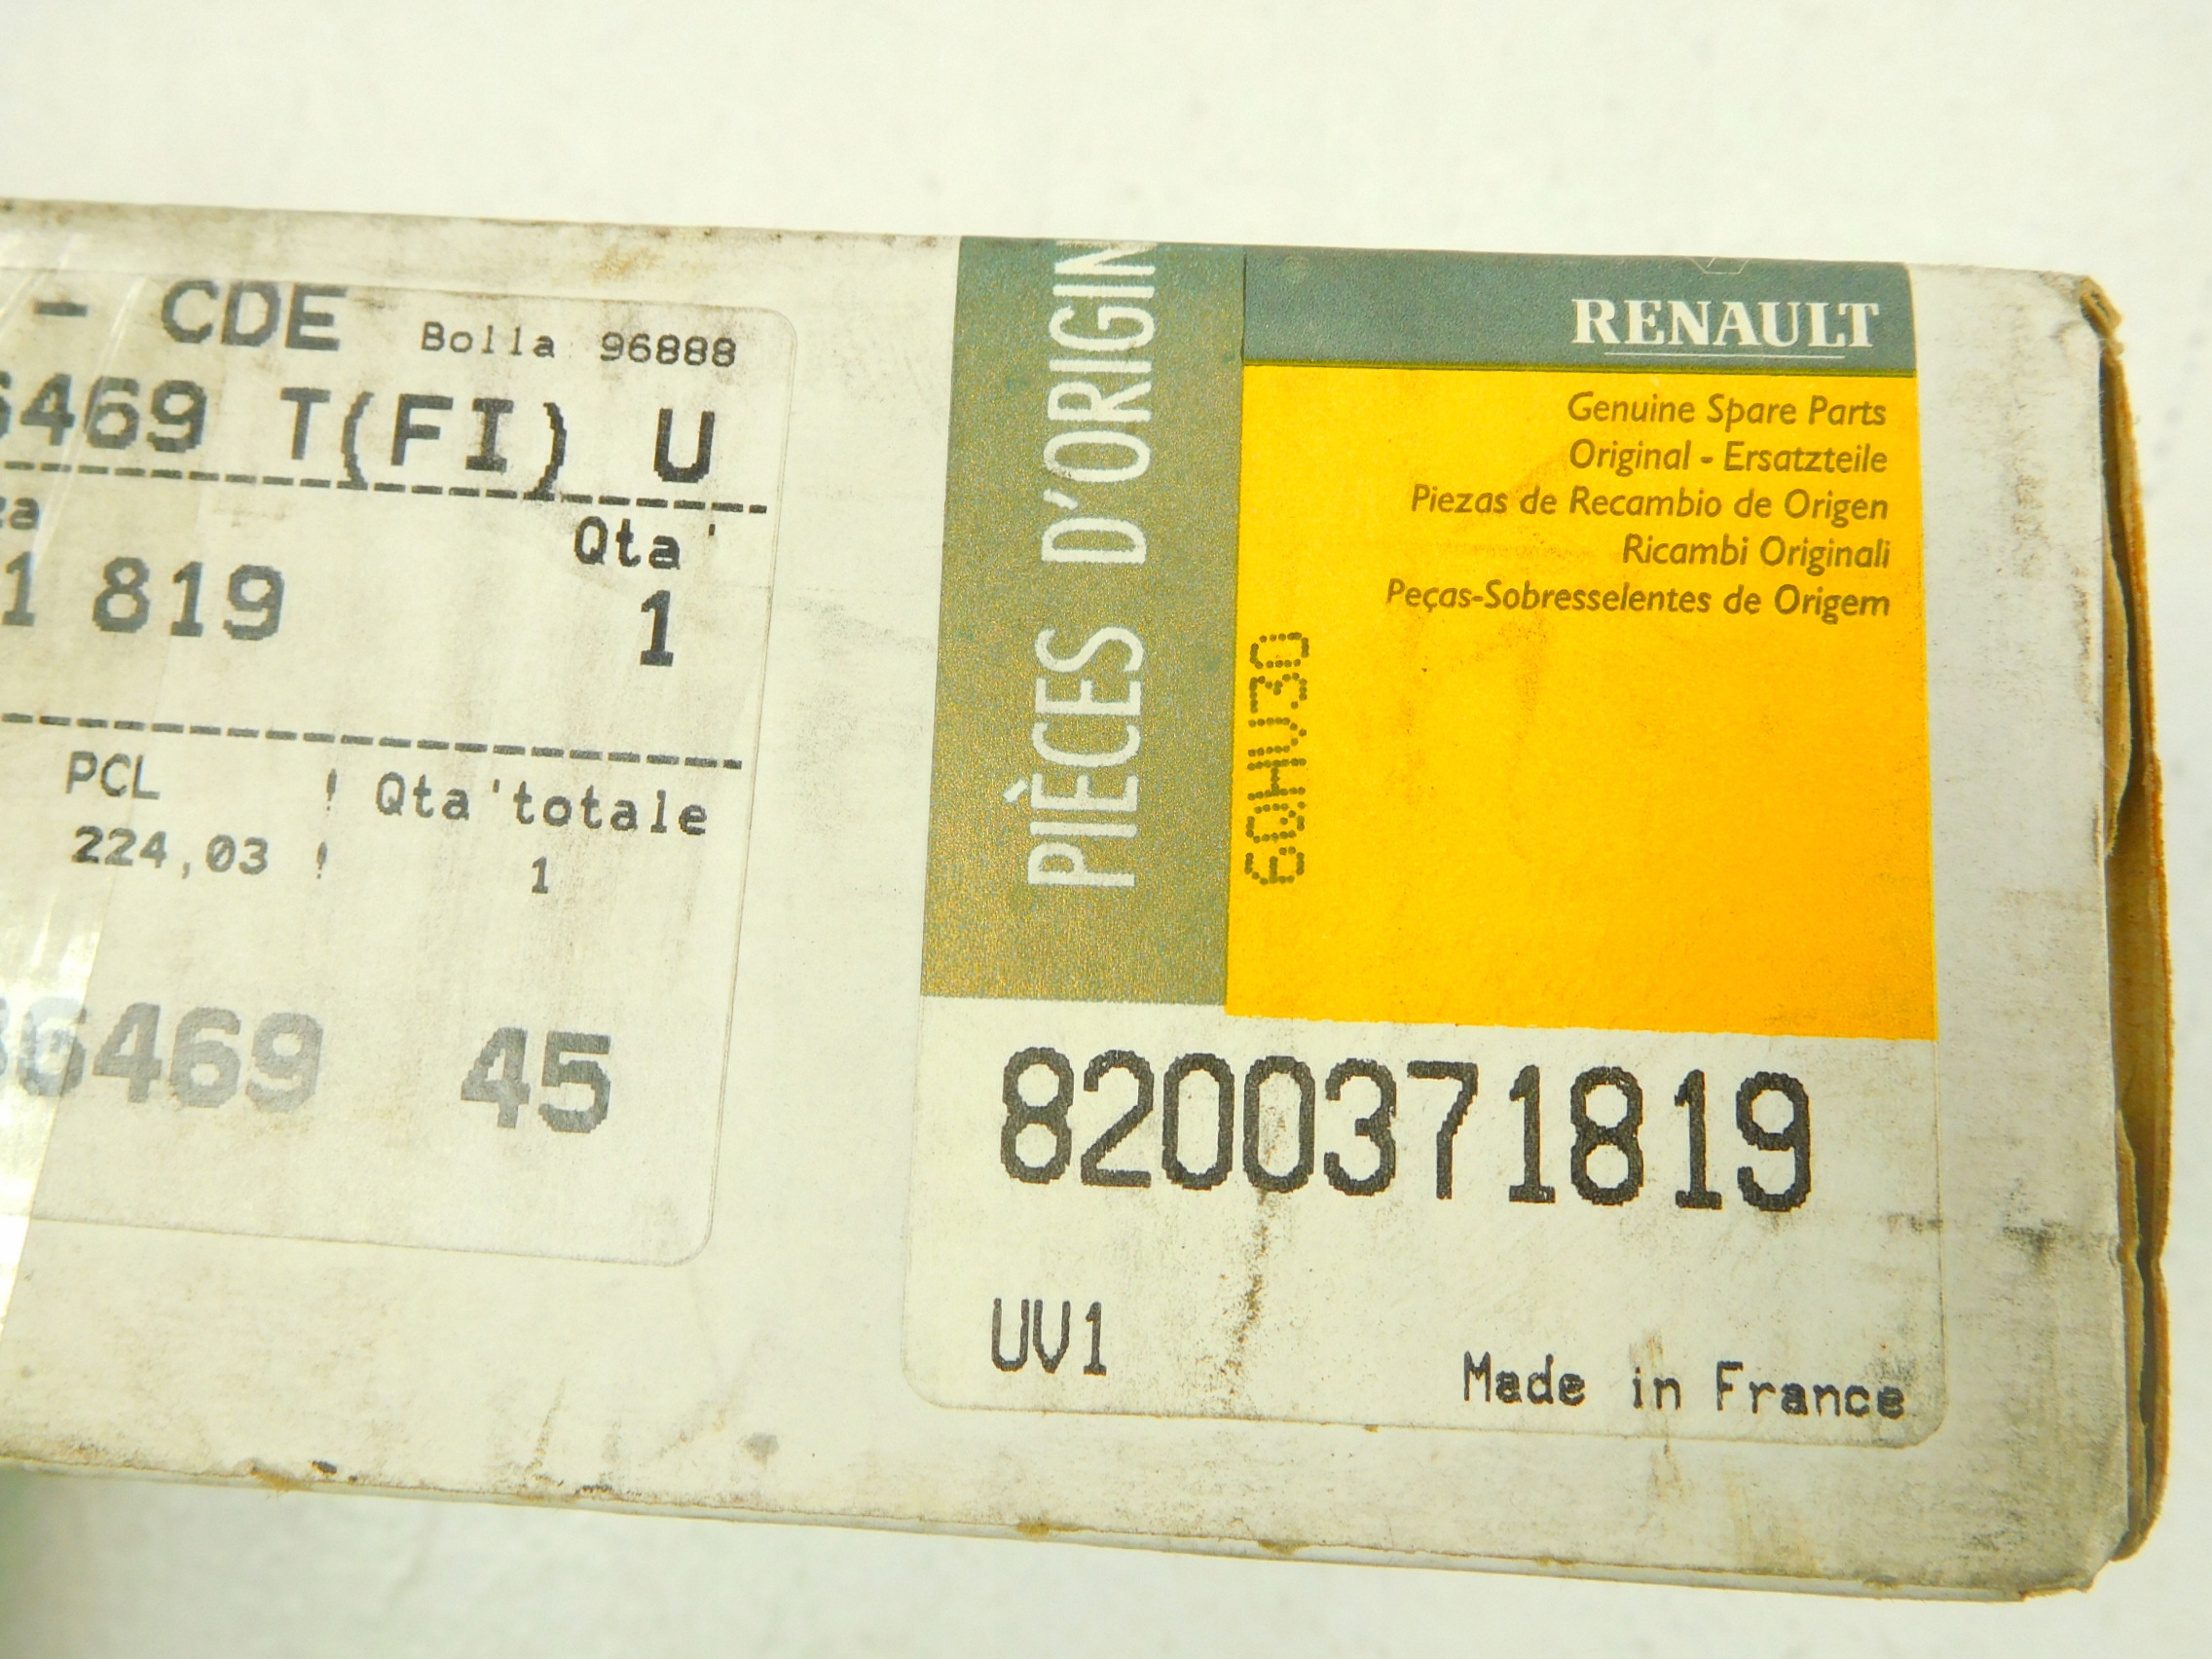 - CDE Bolla 96888
6469 T(FI) U
za Qta'
1 819 1
PCL ! Qta'totale
224,03 ! 1
6469 45
PIÈCES D'ORIGIN
RENAULT
Genuine Spare Parts
Original - Ersatzteile
Piezas de Recambio de Origen
Ricambi Originali
Peças-Sobresselentes de Origem
8200371819
UV1
Made in France